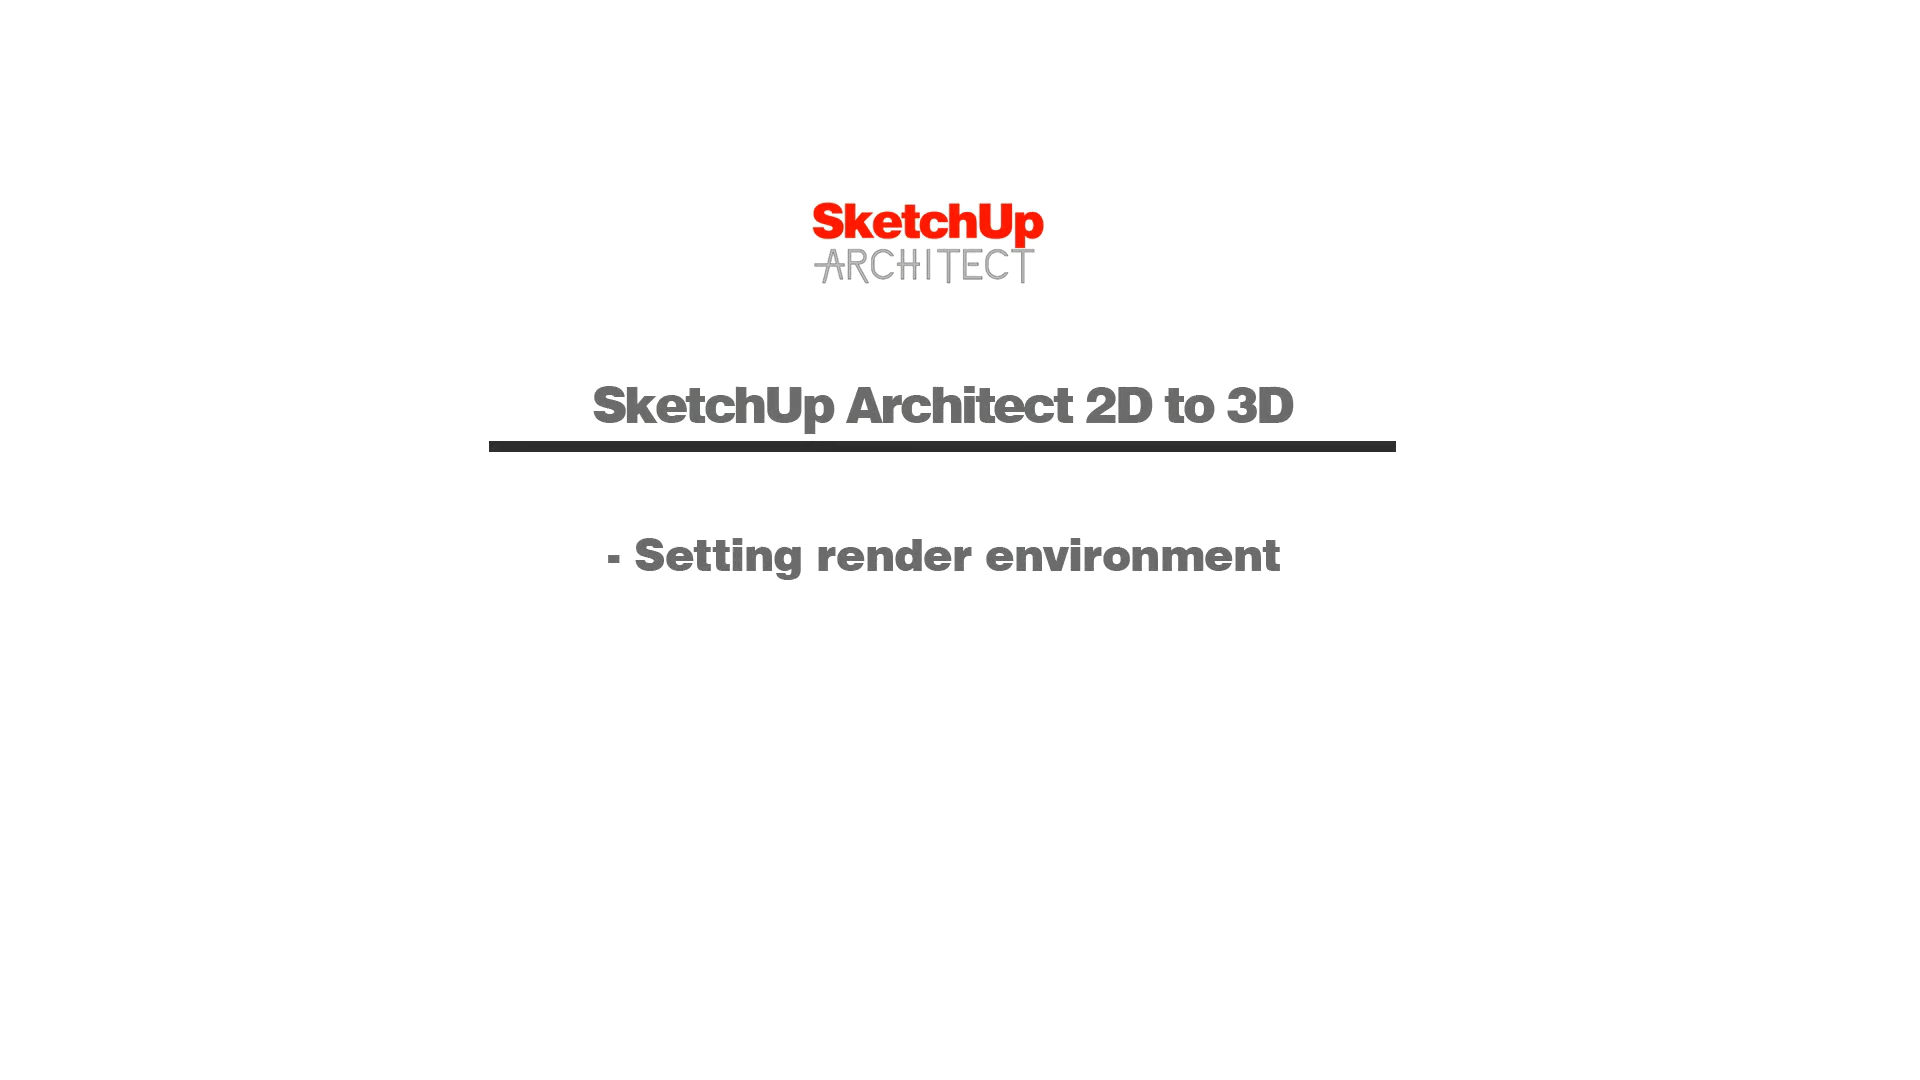 SketchUp
ARCHITECT
SketchUp Architect 2D to 3D
- Setting render environment